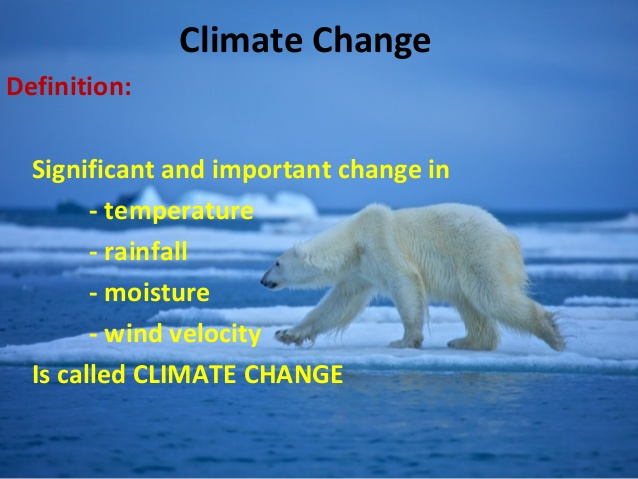 Climate Change
Definition:
Significant and important change in
- temperature
- rainfall
- moisture
- wind velocity
Is called CLIMATE CHANGE